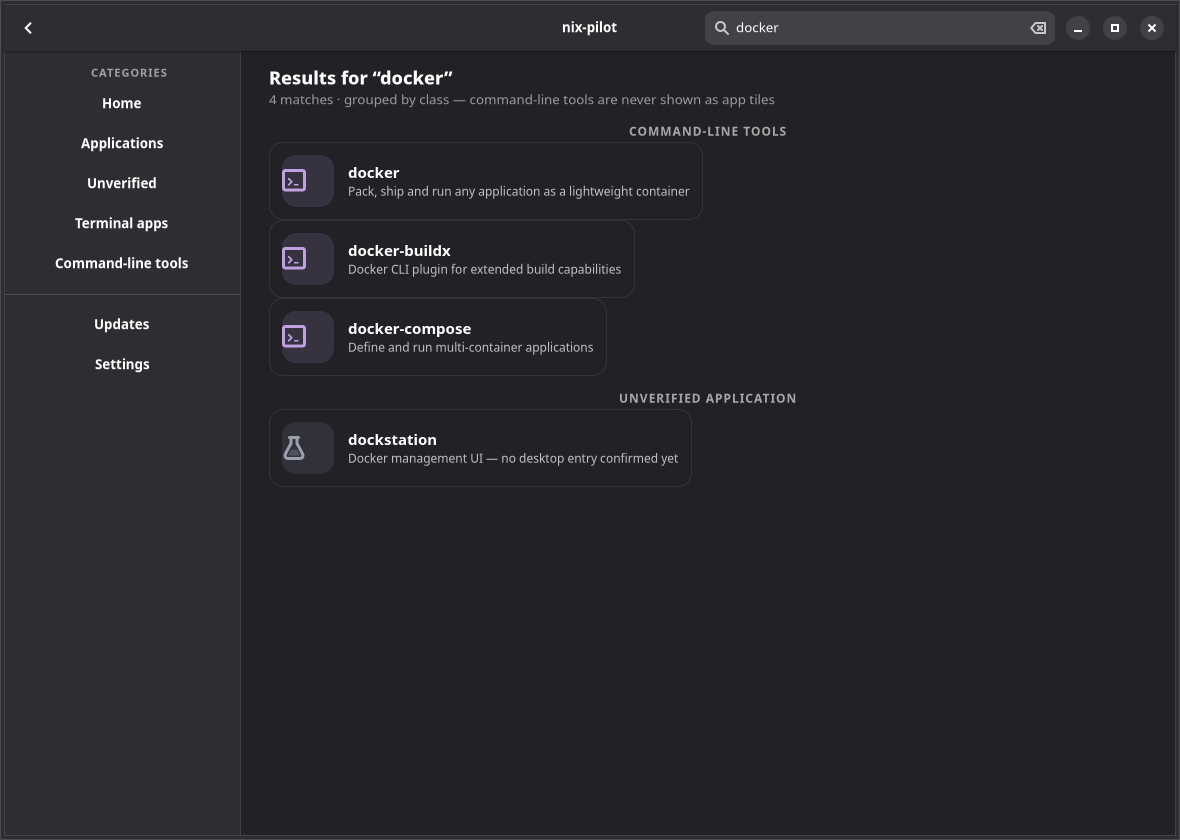 nix-pilot
docker
CATEGORIES
Home
Applications
Unverified
Terminal apps
Command-line tools
Updates
Settings
Results for “docker”
4 matches · grouped by class — command-line tools are never shown as app tiles
COMMAND-LINE TOOLS
docker
Pack, ship and run any application as a lightweight container
docker-buildx
Docker CLI plugin for extended build capabilities
docker-compose
Define and run multi-container applications
UNVERIFIED APPLICATION
dockstation
Docker management UI — no desktop entry confirmed yet